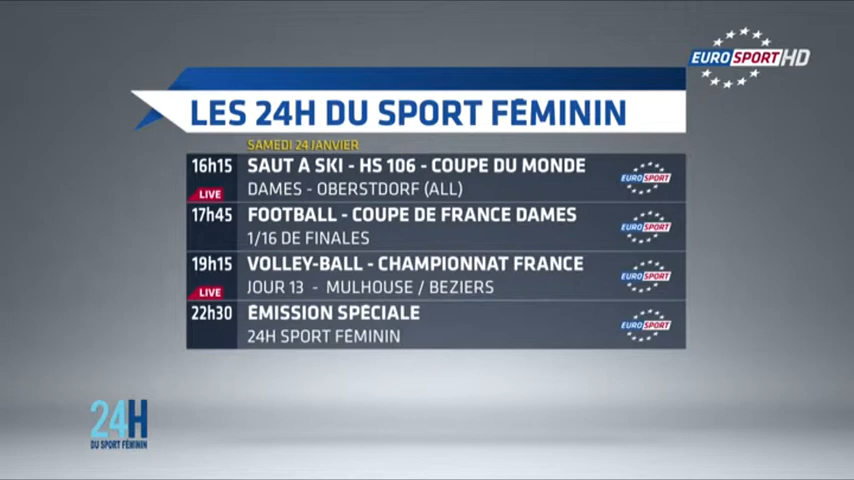 EUROSPORT HD
LES 24H DU SPORT FÉMININ
SAMEDI 24 JANVIER
16h15 SAUT A SKI - HS 106 - COUPE DU MONDE EUROSPORT
LIVE DAMES - OBERSTDORF (ALL)
17h45 FOOTBALL - COUPE DE FRANCE DAMES EUROSPORT
1/16 DE FINALES
19h15 VOLLEY-BALL - CHAMPIONNAT FRANCE EUROSPORT
LIVE JOUR 13 - MULHOUSE / BEZIERS
22h30 ÉMISSION SPÉCIALE EUROSPORT
24H SPORT FÉMININ
24H
DU SPORT FÉMININ